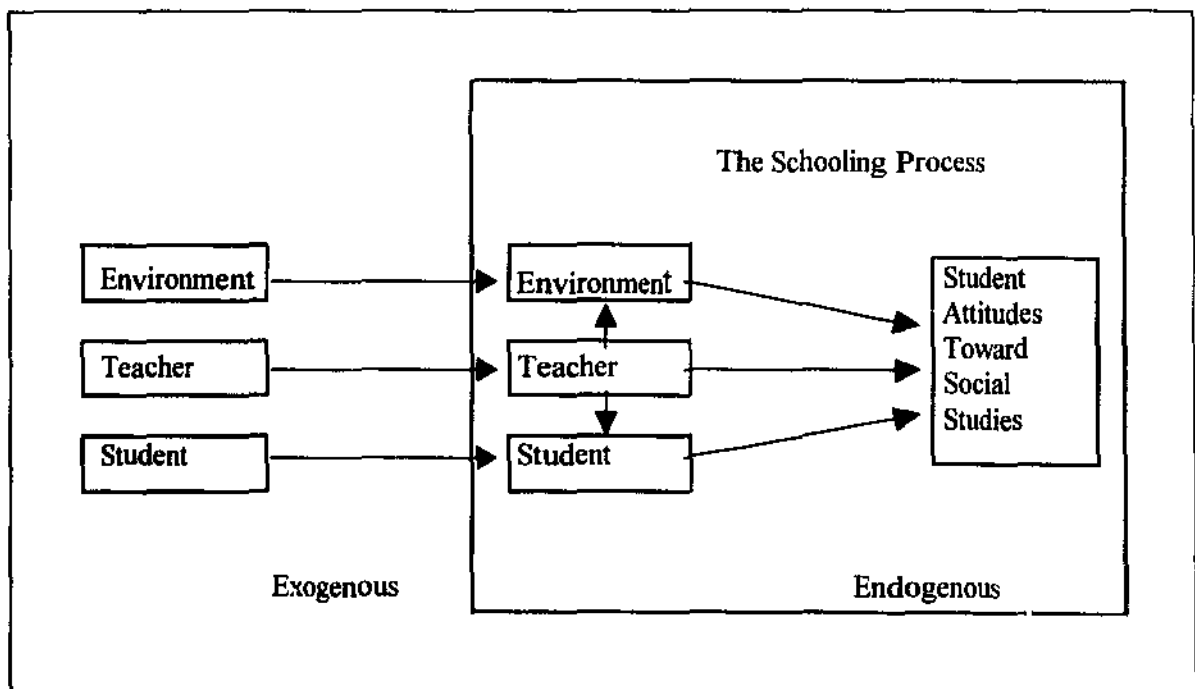 The Schooling Process
Environment
Teacher
Student
Environment
Teacher
Student
Student
Attitudes
Toward
Social
Studies
Exogenous
Endogenous